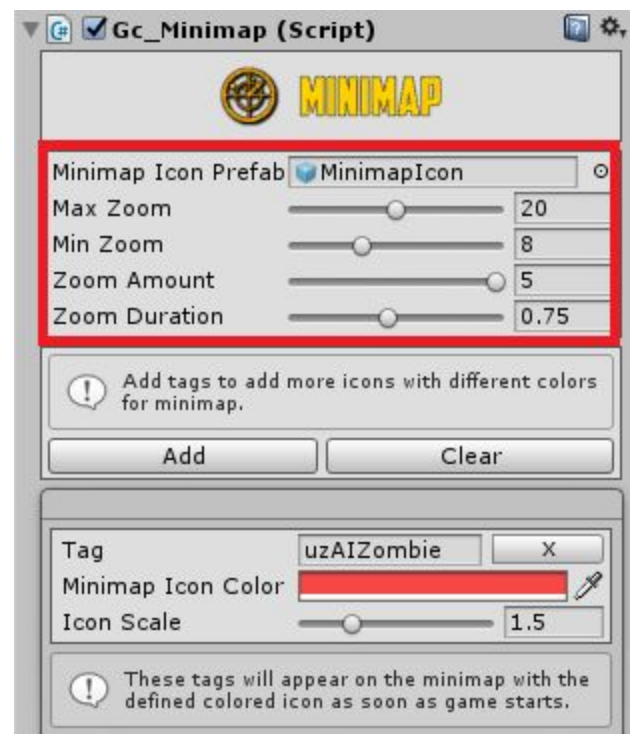 Gc_Minimap (Script)
MINIMAP
Minimap Icon Prefab MinimapIcon
Max Zoom 20
Min Zoom 8
Zoom Amount 5
Zoom Duration 0.75
Add tags to add more icons with different colors
for minimap.
Add Clear
Tag uzAIZombie X
Minimap Icon Color
Icon Scale 1.5
These tags will appear on the minimap with the
defined colored icon as soon as game starts.